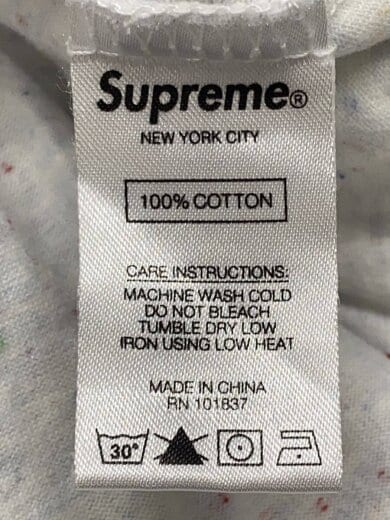 Supreme®
NEW YORK CITY
100% COTTON
CARE INSTRUCTIONS:
MACHINE WASH COLD
DO NOT BLEACH
TUMBLE DRY LOW
IRON USING LOW HEAT
MADE IN CHINA
RN 101837
30°